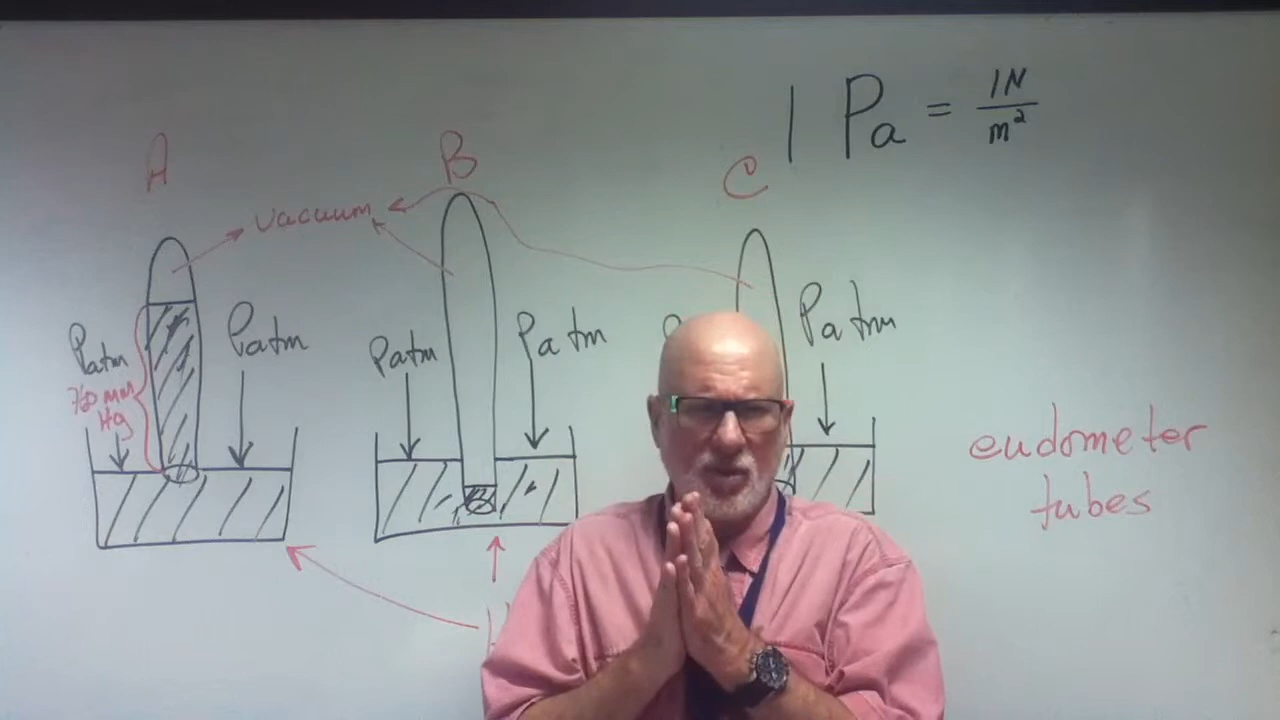 1 Pa = 1N/m²
A
B
C
vacuum
Patm
760 mm
Hg
Patm
Patm
Patm
Patm
eudometer
tubes